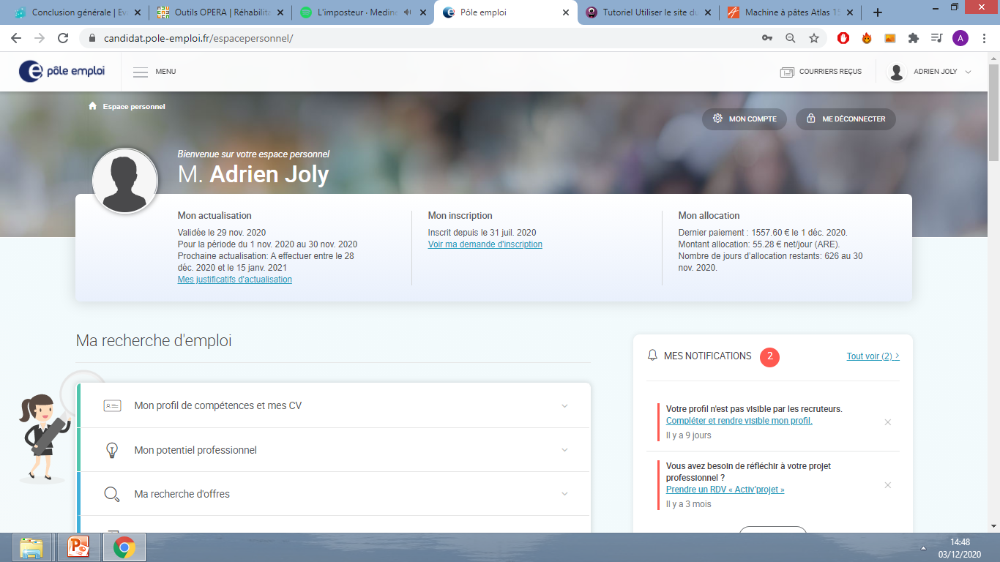 Conclusion générale | Ev
Outils OPERA | Réhabilita
L'imposteur · Medine
Pôle emploi
Tutoriel Utiliser le site du
Machine à pâtes Atlas 15
candidat.pole-emploi.fr/espacepersonnel/
A
pôle emploi
MENU
COURRIERS REÇUS
ADRIEN JOLY
Espace personnel
MON COMPTE
ME DÉCONNECTER
Bienvenue sur votre espace personnel
M. Adrien Joly
Mon actualisation
Validée le 29 nov. 2020
Pour la période du 1 nov. 2020 au 30 nov. 2020
Prochaine actualisation: A effectuer entre le 28
déc. 2020 et le 15 janv. 2021
Mes justificatifs d'actualisation
Mon inscription
Inscrit depuis le 31 juil. 2020
Voir ma demande d'inscription
Mon allocation
Dernier paiement : 1557.60 € le 1 déc. 2020.
Montant allocation: 55.28 € net/jour (ARE).
Nombre de jours d'allocation restants: 626 au 30
nov. 2020.
Ma recherche d'emploi
Mon profil de compétences et mes CV
Mon potentiel professionnel
Ma recherche d'offres
MES NOTIFICATIONS
2
Tout voir (2) >
Votre profil n'est pas visible par les recruteurs.
Compléter et rendre visible mon profil.
Il y a 9 jours
Vous avez besoin de réfléchir à votre projet
professionnel ?
Prendre un RDV « Activ'projet »
Il y a 3 mois
14:48
03/12/2020